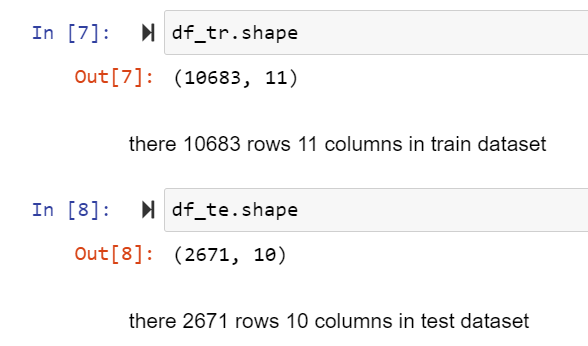 In [7]: df_tr.shape
Out[7]: (10683, 11)
there 10683 rows 11 columns in train dataset
In [8]: df_te.shape
Out[8]: (2671, 10)
there 2671 rows 10 columns in test dataset